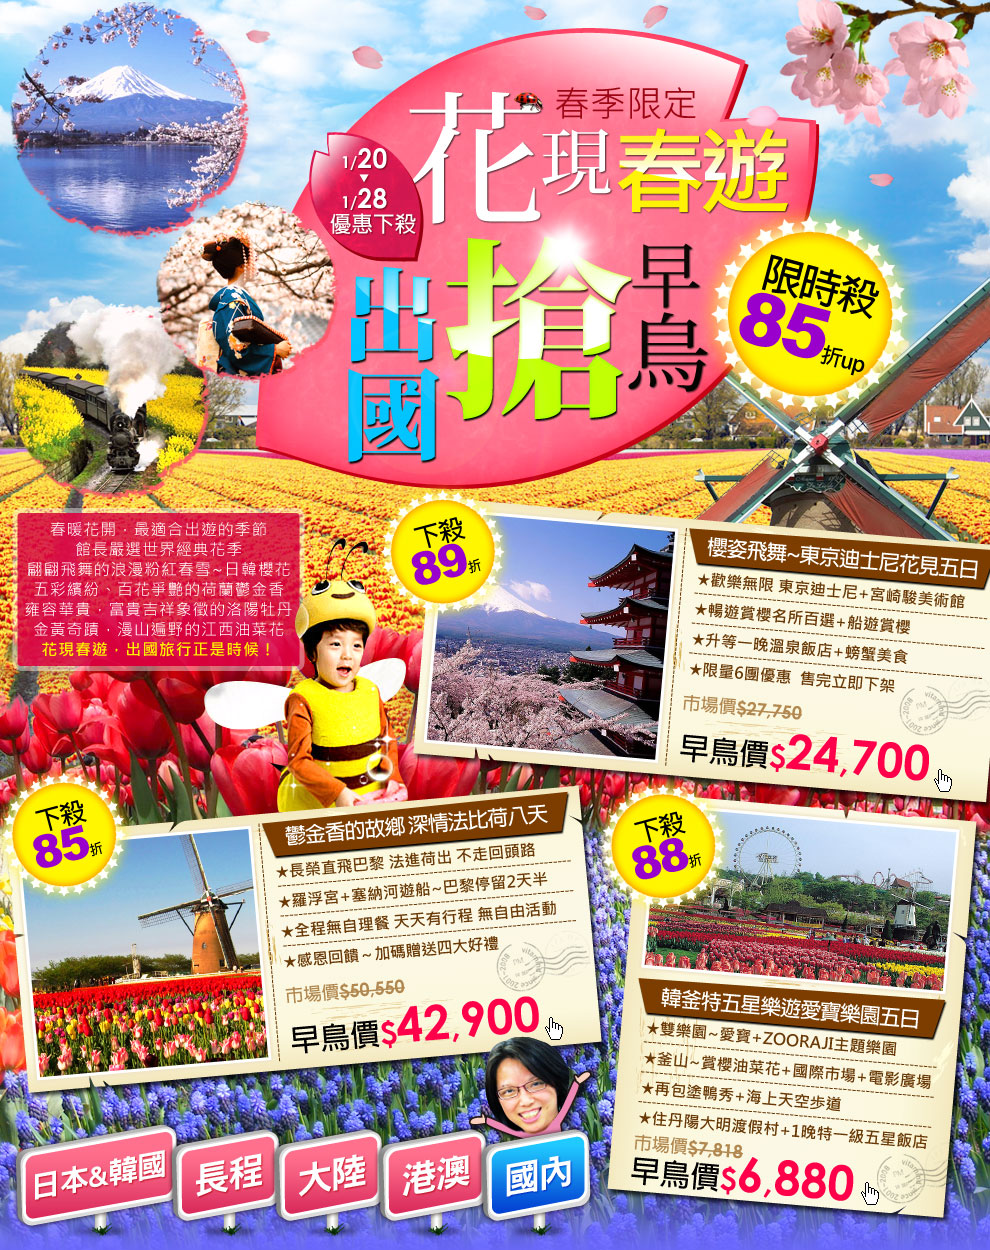 春季限定
花現春遊
1/20
1/28
優惠下殺
出國搶早鳥
限時殺
85折up
春暖花開．最適合出遊的季節
館長嚴選世界經典花季
翩翩飛舞的浪漫粉紅春雪~日韓櫻花
五彩繽紛、百花爭艷的荷蘭鬱金香
雍容華貴，富貴吉祥象徵的洛陽牡丹
金黃奇蹟，漫山遍野的江西油菜花
花現春遊．出國旅行正是時候！
下殺
89折
櫻姿飛舞~東京迪士尼花見五日
★歡樂無限 東京迪士尼+宮崎駿美術館
★暢遊賞櫻名所百選+船遊賞櫻
★升等一晚溫泉飯店+螃蟹美食
★限量6團優惠 售完立即下架
市場價$27,750
早鳥價$24,700
下殺
85折
鬱金香的故鄉 深情法比荷八天
★長榮直飛巴黎 法進荷出 不走回頭路
★羅浮宮+塞納河遊船~巴黎停留2天半
★全程無自理餐 天天有行程 無自由活動
★感恩回饋~加碼贈送四大好禮
市場價$50,550
早鳥價$42,900
下殺
88折
韓釜特五星樂遊愛寶樂園五日
★雙樂園~愛寶+ZOORAJI主題樂園
★釜山~賞櫻油菜花+國際市場+電影廣場
★再包塗鴨秀+海上天空步道
★住丹陽大明渡假村+1晚特一級五星飯店
市場價$7,818
早鳥價$6,880
日本&韓國
長程
大陸
港澳
國內